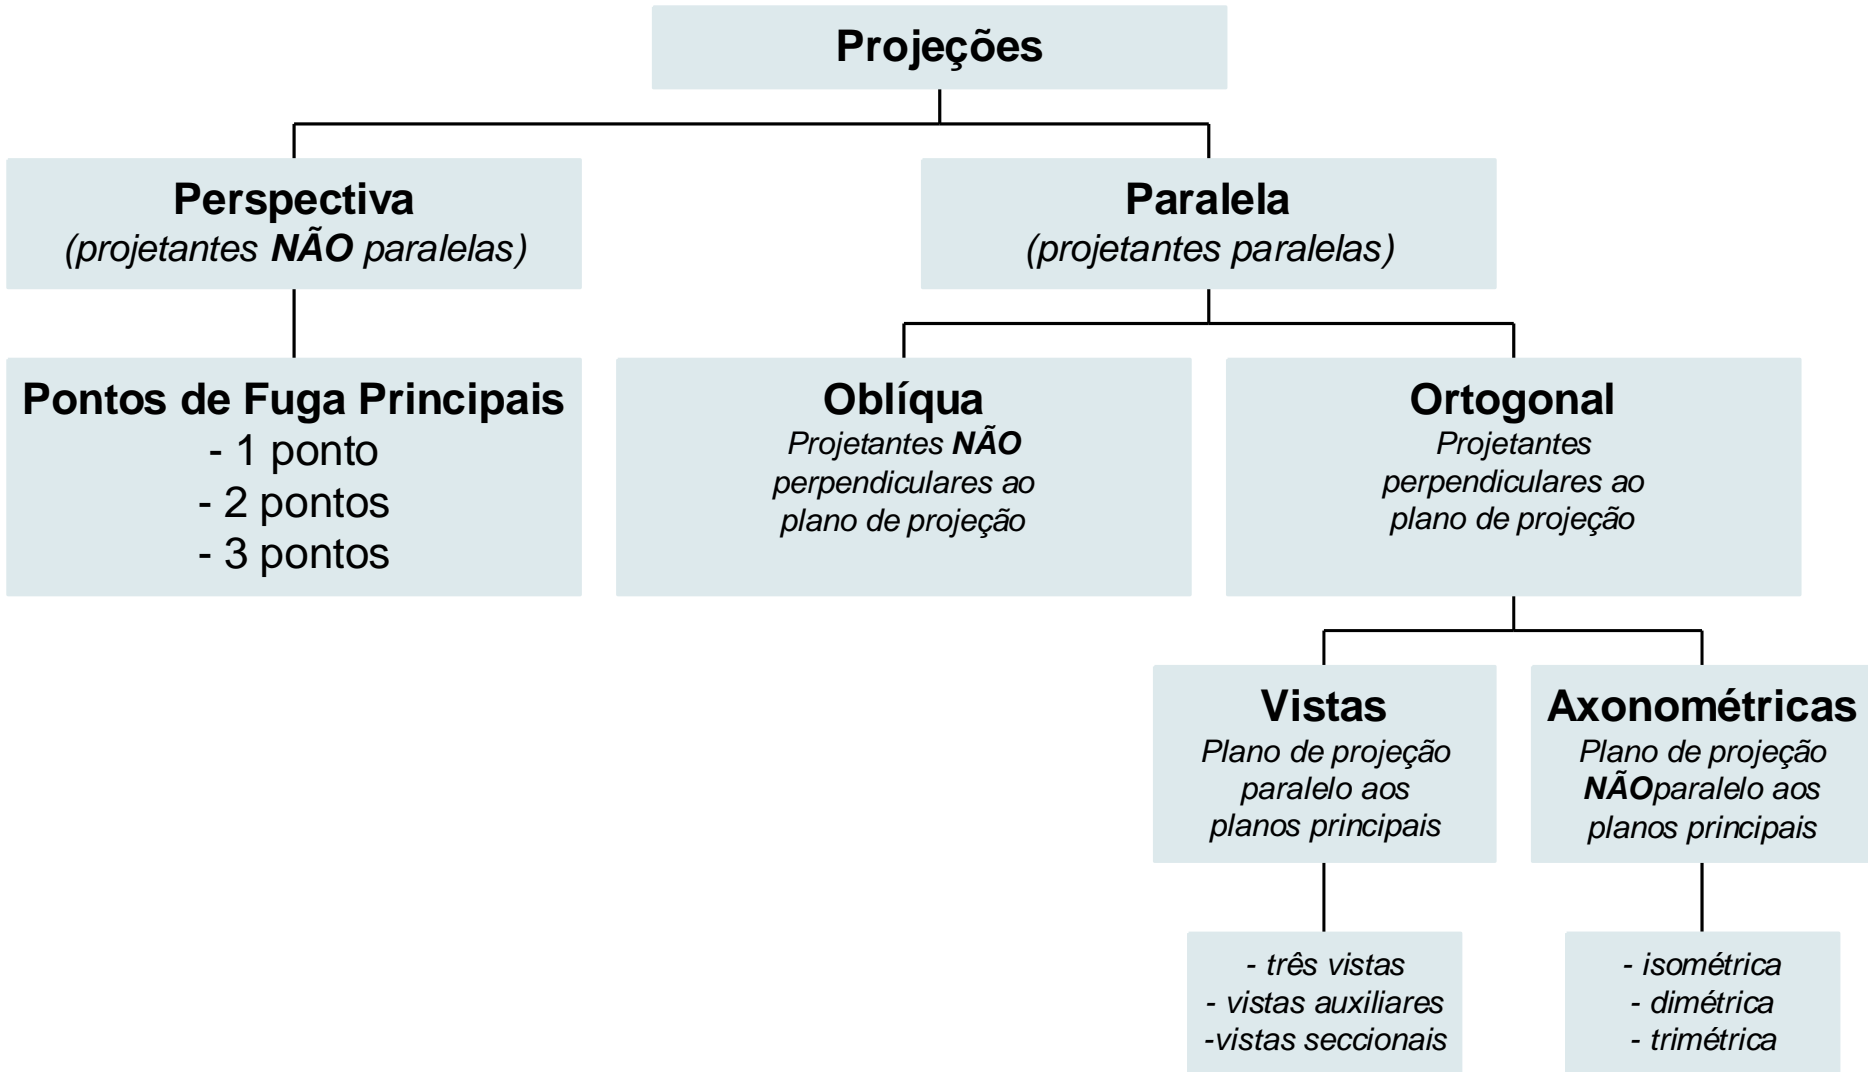 Projeções
Perspectiva
(projetantes NÃO paralelas)
Paralela
(projetantes paralelas)
Pontos de Fuga Principais
- 1 ponto
- 2 pontos
- 3 pontos
Oblíqua
Projetantes NÃO
perpendiculares ao
plano de projeção
Ortogonal
Projetantes
perpendiculares ao
plano de projeção
Vistas
Plano de projeção
paralelo aos
planos principais
Axonométricas
Plano de projeção
NÃOparalelo aos
planos principais
- três vistas
- vistas auxiliares
-vistas seccionais
- isométrica
- dimétrica
- trimétrica